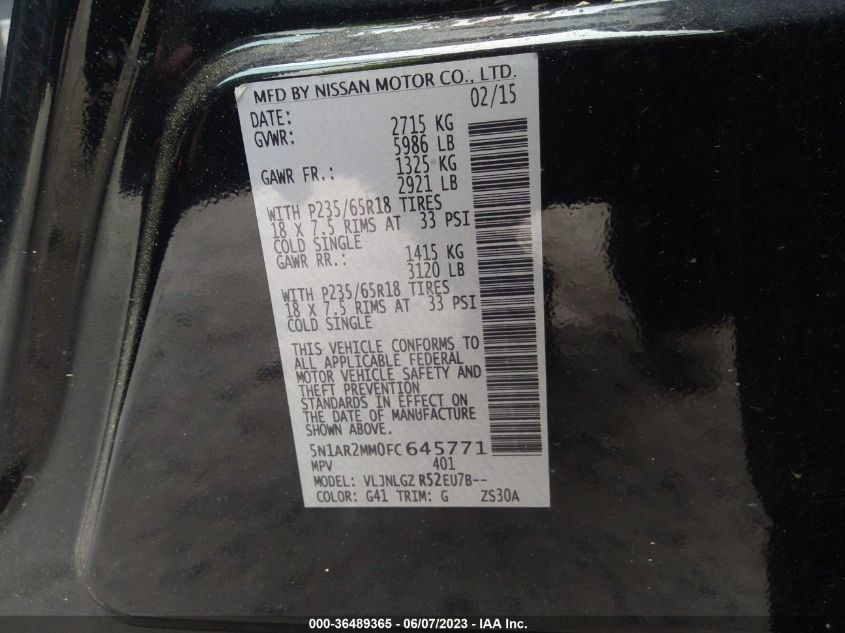 MFD BY NISSAN MOTOR CO., LTD.
DATE: 02/15
GVWR: 2715 KG
5986 LB
GAWR FR.: 1325 KG
2921 LB
WITH P235/65R18 TIRES
18 X 7.5 RIMS AT 33 PSI
COLD SINGLE
GAWR RR.: 1415 KG
3120 LB
WITH P235/65R18 TIRES
18 X 7.5 RIMS AT 33 PSI
COLD SINGLE
THIS VEHICLE CONFORMS TO
ALL APPLICABLE FEDERAL
MOTOR VEHICLE SAFETY AND
THEFT PREVENTION
STANDARDS IN EFFECT ON
THE DATE OF MANUFACTURE
SHOWN ABOVE.
5N1AR2MM0FC645771
MPV 401
MODEL: VLJNLGZ R52EU7B--
COLOR: G41 TRIM: G ZS30A
000-36489365 - 06/07/2023 - IAA Inc.